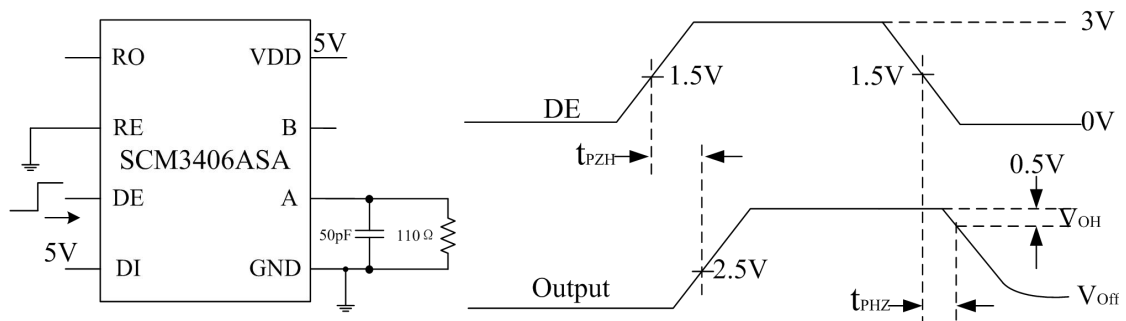 RO
VDD
5V
RE
B
SCM3406ASA
DE
A
50pF
110Ω
5V
DI
GND
3V
1.5V
1.5V
DE
0V
tPZH
0.5V
VOH
2.5V
Output
tPHZ
VOff